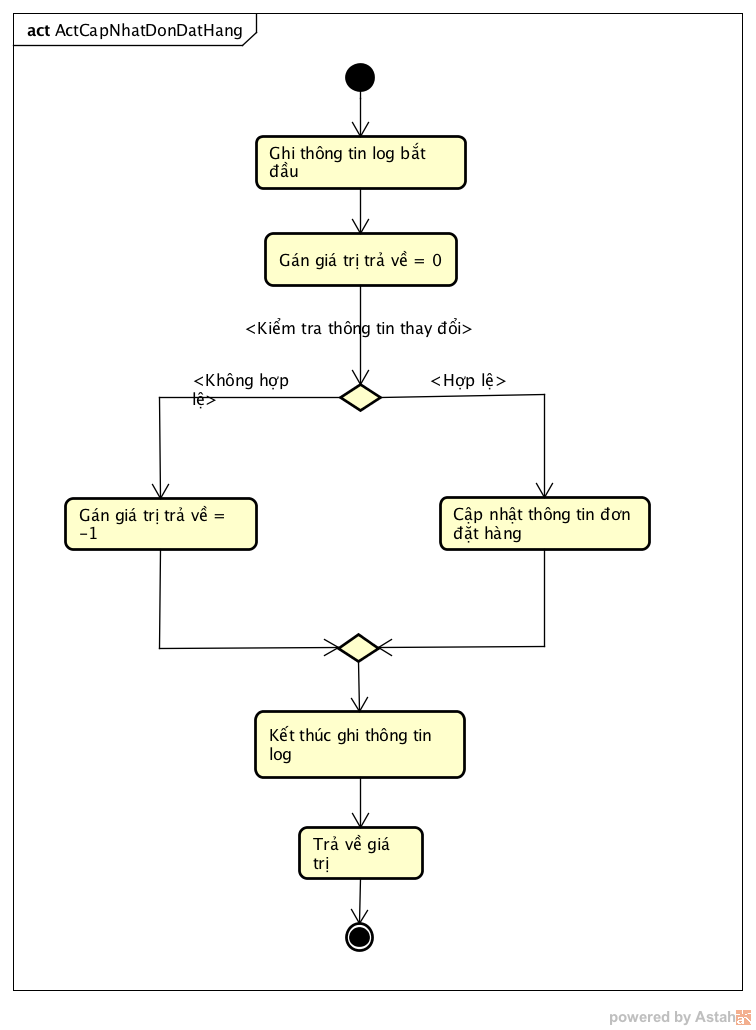 act ActCapNhatDonDatHang
Ghi thông tin log bắt
đầu
Gán giá trị trả về = 0
<Kiểm tra thông tin thay đổi>
<Không hợp
lệ>
<Hợp lệ>
Gán giá trị trả về =
-1
Cập nhật thông tin đơn
đặt hàng
Kết thúc ghi thông tin
log
Trả về giá
trị
powered by Astah